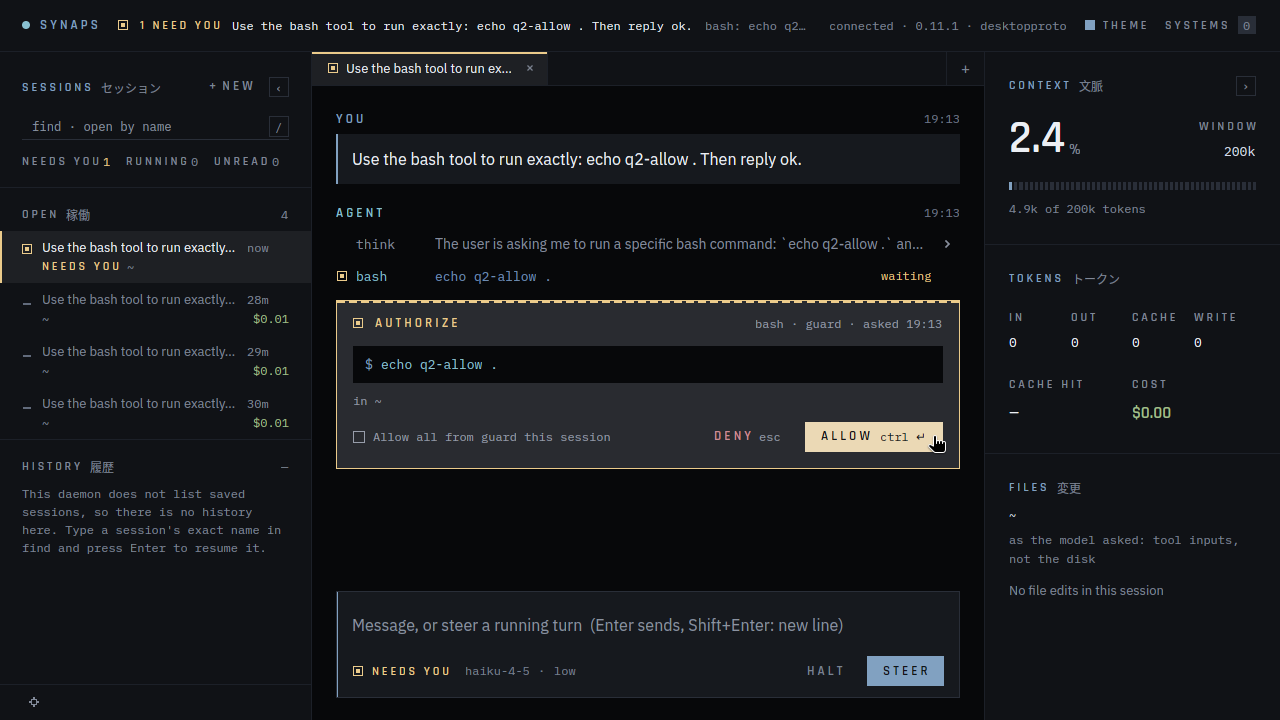 SYNAPS
1 NEED YOU Use the bash tool to run exactly: echo q2-allow . Then reply ok. bash: echo q2…
connected · 0.11.1 · desktopproto
THEME
SYSTEMS 0
SESSIONS セッション
+ NEW ‹
find · open by name /
NEEDS YOU 1 RUNNING 0 UNREAD 0
OPEN 稼働 4
Use the bash tool to run exactly… now
NEEDS YOU ~
Use the bash tool to run exactly… 28m
~ $0.01
Use the bash tool to run exactly… 29m
~ $0.01
Use the bash tool to run exactly… 30m
~ $0.01
HISTORY 履歴 —
This daemon does not list saved
sessions, so there is no history
here. Type a session's exact name in
find and press Enter to resume it.
Use the bash tool to run ex… ×
+
YOU 19:13
Use the bash tool to run exactly: echo q2-allow . Then reply ok.
AGENT 19:13
think The user is asking me to run a specific bash command: `echo q2-allow .` an… ›
bash echo q2-allow . waiting
AUTHORIZE bash · guard · asked 19:13
$ echo q2-allow .
in ~
Allow all from guard this session
DENY esc
ALLOW ctrl ↵
Message, or steer a running turn (Enter sends, Shift+Enter: new line)
NEEDS YOU haiku-4-5 · low
HALT
STEER
CONTEXT 文脈 ›
2.4 %
WINDOW
200k
4.9k of 200k tokens
TOKENS トークン
IN OUT CACHE WRITE
0 0 0 0
CACHE HIT COST
— $0.00
FILES 変更
~
as the model asked: tool inputs,
not the disk
No file edits in this session